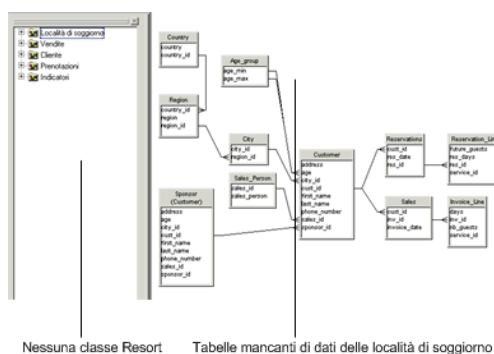 Località di soggiorno
Vendite
Cliente
Prenotazioni
Indicatori
Country
country
country_id
Age_group
age_min
age_max
Region
country_id
region
region_id
City
city_id
region_id
Customer
address
age
city_id
cust_id
first_name
last_name
phone_number
sales_id
sponsor_id
Reservations
cust_id
res_date
res_id
Reservation_Line
future_guests
res_days
res_id
service_id
Sales_Person
sales_id
sales_person
Sponsor
(Customer)
address
age
city_id
cust_id
first_name
last_name
phone_number
sales_id
sponsor_id
Sales
cust_id
inv_id
invoice_date
Invoice_Line
days
inv_id
nb_guests
service_id
Nessuna classe Resort
Tabelle mancanti di dati delle località di soggiorno